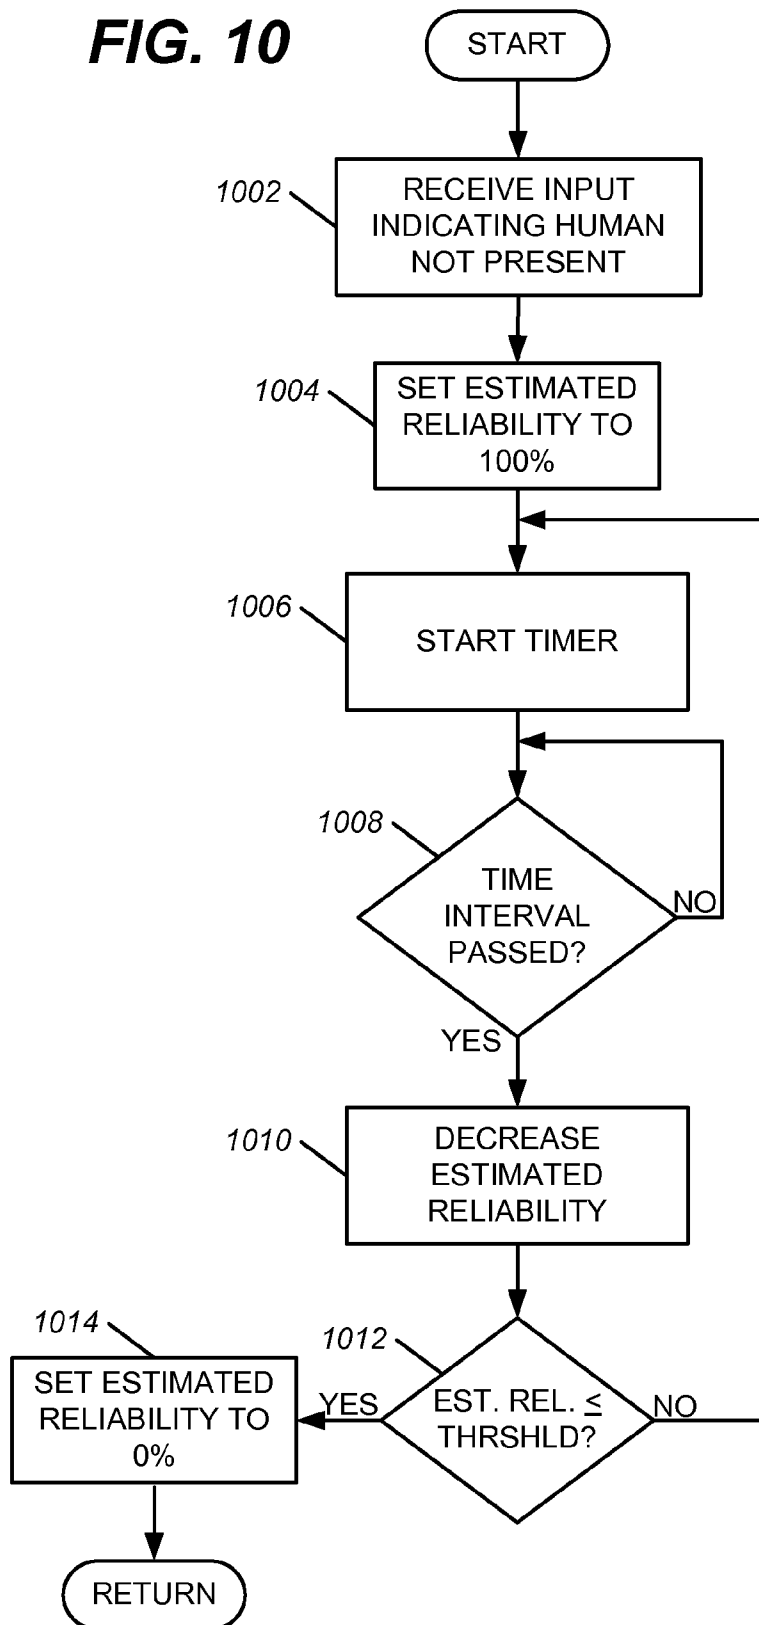 FIG. 10
START
1002
RECEIVE INPUT
INDICATING HUMAN
NOT PRESENT
1004
SET ESTIMATED
RELIABILITY TO
100%
1006
START TIMER
1008
TIME
INTERVAL
PASSED?
NO
YES
1010
DECREASE
ESTIMATED
RELIABILITY
1012
EST. REL. ≤
THRSHLD?
YES
NO
1014
SET ESTIMATED
RELIABILITY TO
0%
RETURN